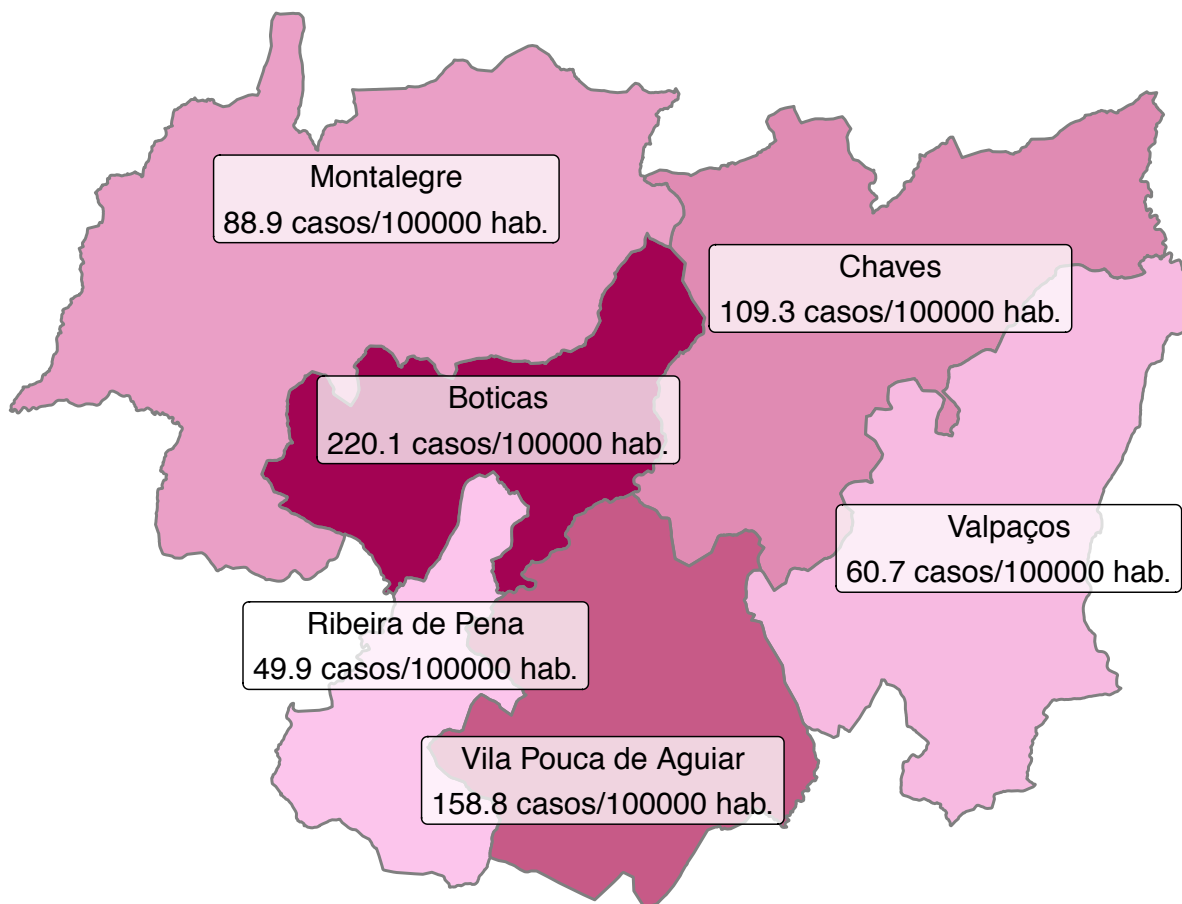 Montalegre
88.9 casos/100000 hab.
Chaves
109.3 casos/100000 hab.
Boticas
220.1 casos/100000 hab.
Valpaços
60.7 casos/100000 hab.
Ribeira de Pena
49.9 casos/100000 hab.
Vila Pouca de Aguiar
158.8 casos/100000 hab.